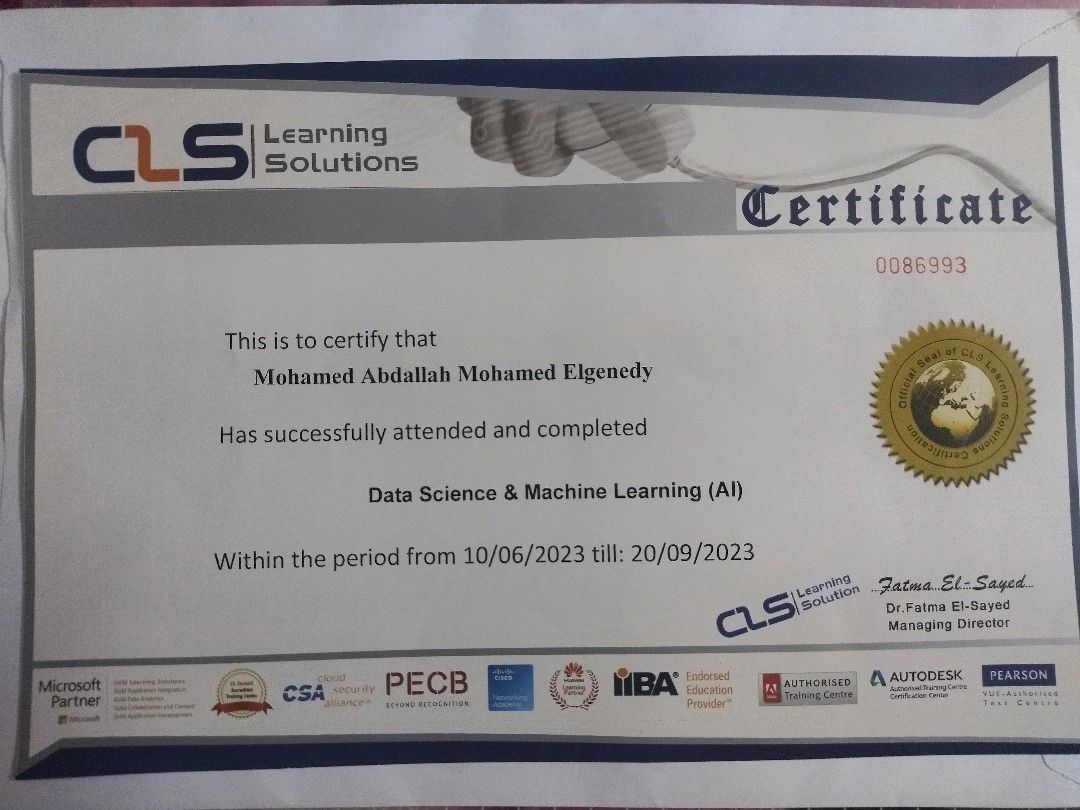 CLS Learning
Solutions
Certificate
0086993
This is to certify that
Mohamed Abdallah Mohamed Elgenedy
Has successfully attended and completed
Data Science & Machine Learning (AI)
Within the period from 10/06/2023 till: 20/09/2023
Official Seal of CLS Learning Solutions Certification
CLS Learning
Solution
Fatma El-Sayed
Dr.Fatma El-Sayed
Managing Director
Microsoft
Partner
Microsoft
Gold Learning Solutions
Gold Application Integration
Gold Data Analytics
Gold Collaboration and Content
Gold Application Development
Accredited
Training Centre
CSA cloud
security
alliance™
PECB
BEYOND RECOGNITION
CISCO
Networking
Academy
HUAWEI
Learning
Partner
IIBA®
Endorsed
Education
Provider™
AUTHORISED
Training Centre
AUTODESK
Authorised Training Centre
Certification Center
PEARSON
VUE-Authorised
Test Centre